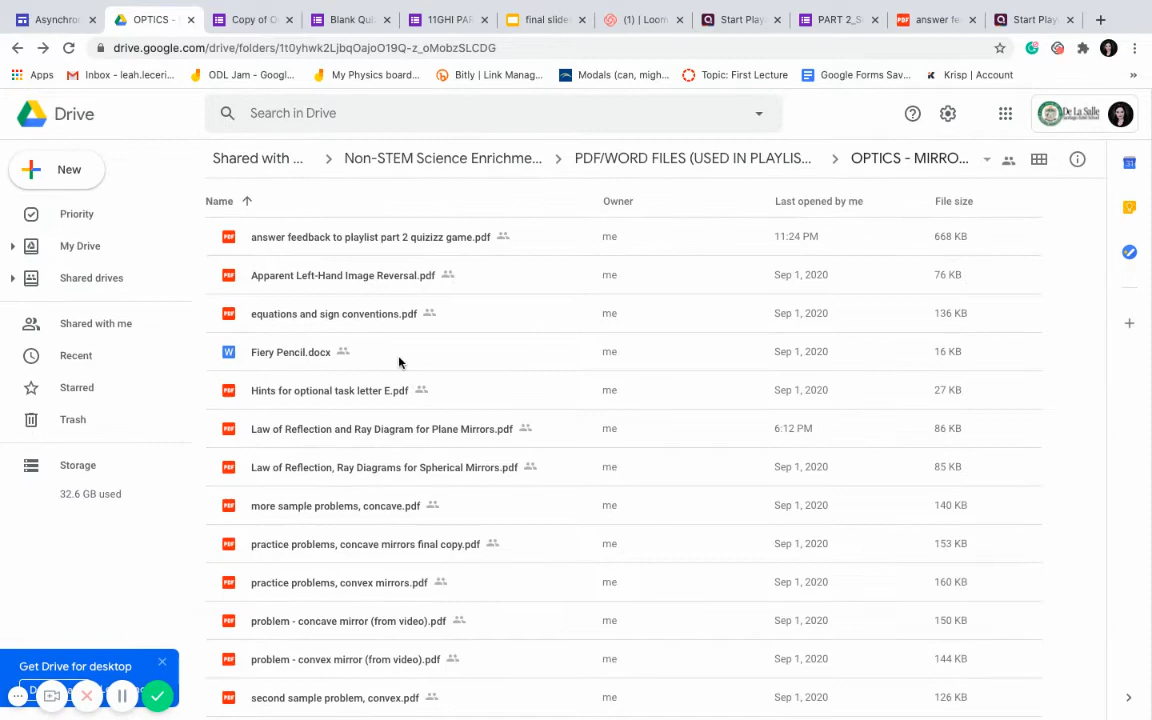 Asynchron
OPTICS -
Copy of O
Blank Qui
11GHI PAR
final slides
(1) | Loom
Start Play
PART 2_S
answer fe
Start Play
drive.google.com/drive/folders/1t0yhwk2LjbqOajoO19Q-z_oMobzSLCDG
Apps
Inbox - leah.leceri...
ODL Jam - Googl...
My Physics board...
Bitly | Link Manag...
Modals (can, migh...
Topic: First Lecture
Google Forms Sav...
Krisp | Account
»
Drive
Search in Drive
De La Salle
New
Shared with ...
Non-STEM Science Enrichme...
PDF/WORD FILES (USED IN PLAYLIS...
OPTICS - MIRRO...
Priority
My Drive
Shared drives
Shared with me
Recent
Starred
Trash
Storage
32.6 GB used
Name
Owner
Last opened by me
File size
answer feedback to playlist part 2 quizizz game.pdf me 11:24 PM 668 KB
Apparent Left-Hand Image Reversal.pdf me Sep 1, 2020 76 KB
equations and sign conventions.pdf me Sep 1, 2020 136 KB
Fiery Pencil.docx me Sep 1, 2020 16 KB
Hints for optional task letter E.pdf me Sep 1, 2020 27 KB
Law of Reflection and Ray Diagram for Plane Mirrors.pdf me 6:12 PM 86 KB
Law of Reflection, Ray Diagrams for Spherical Mirrors.pdf me Sep 1, 2020 85 KB
more sample problems, concave.pdf me Sep 1, 2020 140 KB
practice problems, concave mirrors final copy.pdf me Sep 1, 2020 153 KB
practice problems, convex mirrors.pdf me Sep 1, 2020 160 KB
problem - concave mirror (from video).pdf me Sep 1, 2020 150 KB
problem - convex mirror (from video).pdf me Sep 1, 2020 144 KB
second sample problem, convex.pdf me Sep 1, 2020 126 KB
Get Drive for desktop